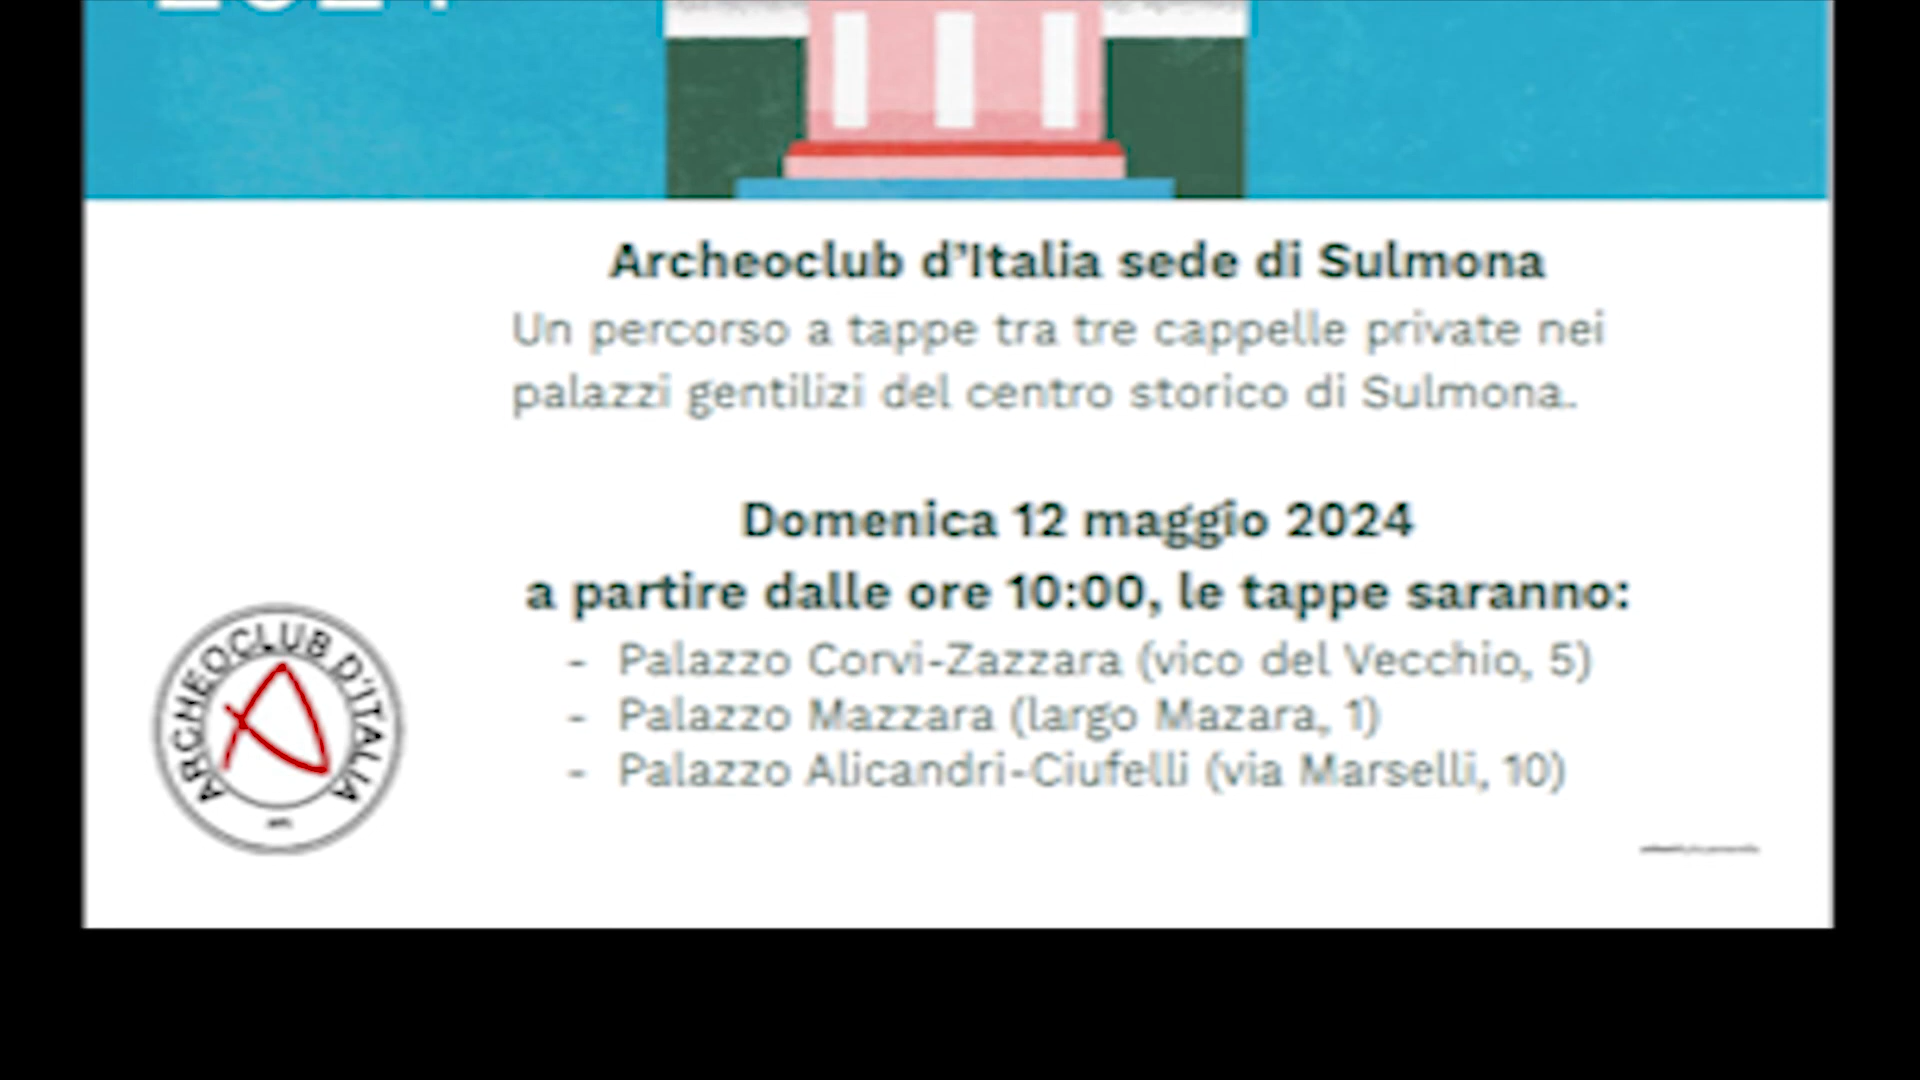 2024
Archeoclub d'Italia sede di Sulmona
Un percorso a tappe tra tre cappelle private nei
palazzi gentilizi del centro storico di Sulmona.
Domenica 12 maggio 2024
a partire dalle ore 10:00, le tappe saranno:
- Palazzo Corvi-Zazzara (vico del Vecchio, 5)
- Palazzo Mazzara (largo Mazara, 1)
- Palazzo Alicandri-Ciufelli (via Marselli, 10)
ARCHEOCLUB D'ITALIA